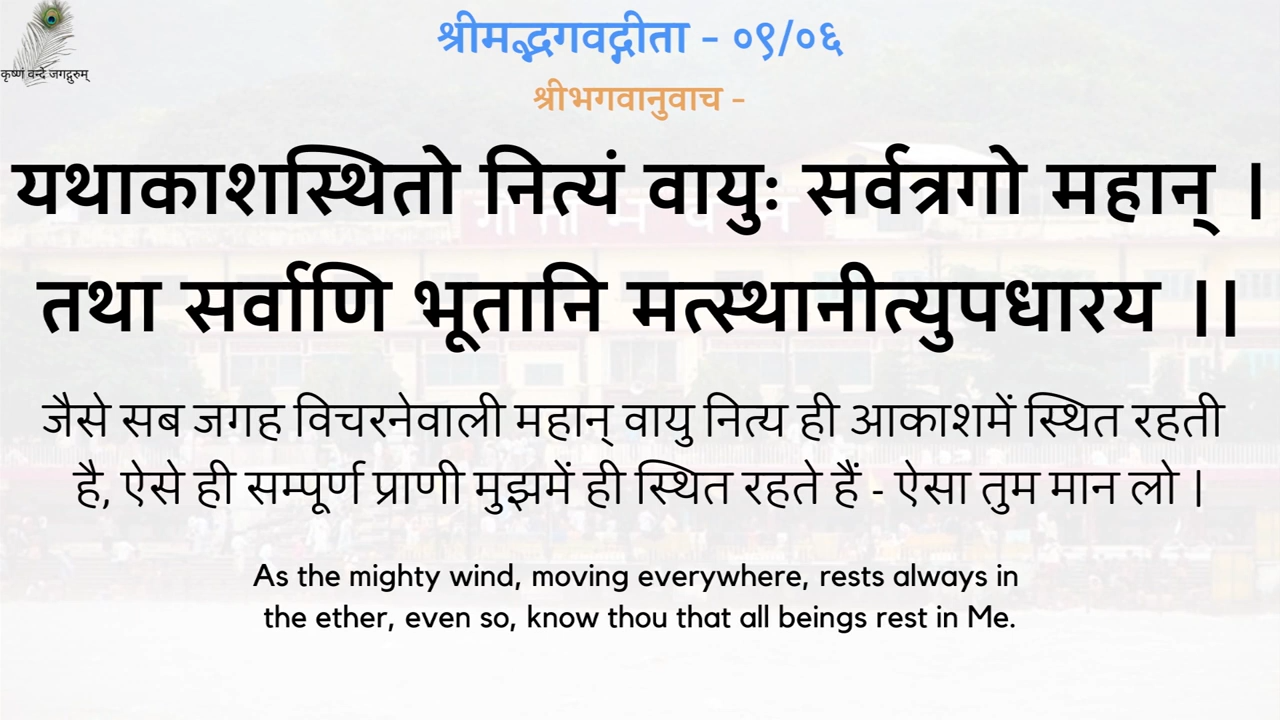 कृष्णं वन्दे जगद्गुरुम्
श्रीमद्भगवद्गीता - ०९/०६
श्रीभगवानुवाच -
यथाकाशस्थितो नित्यं वायुः सर्वत्रगो महान् |
तथा सर्वाणि भूतानि मत्स्थानीत्युपधारय ||
जैसे सब जगह विचरनेवाली महान् वायु नित्य ही आकाशमें स्थित रहती
है, ऐसे ही सम्पूर्ण प्राणी मुझमें ही स्थित रहते हैं - ऐसा तुम मान लो |
As the mighty wind, moving everywhere, rests always in
the ether, even so, know thou that all beings rest in Me.